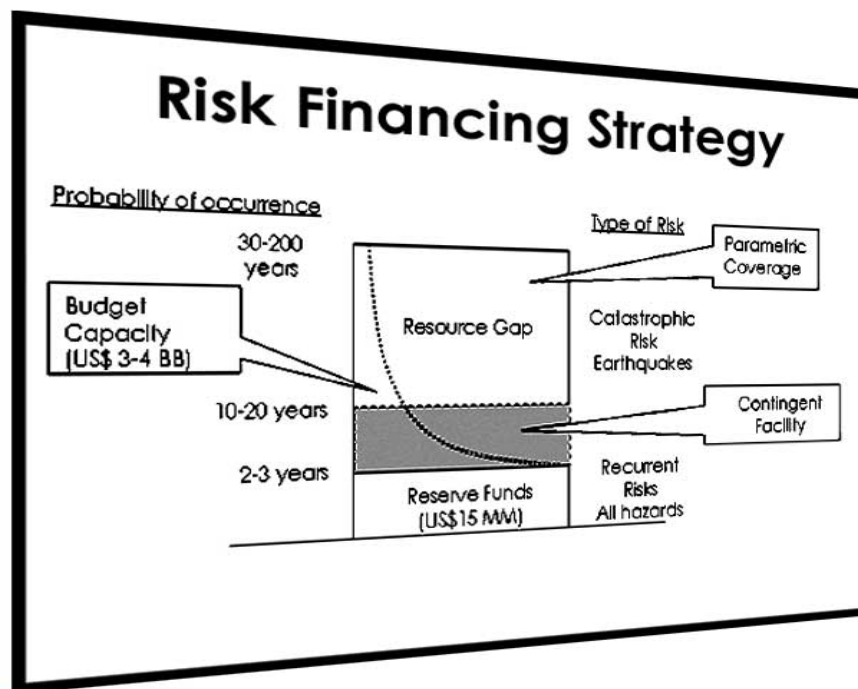 Risk Financing Strategy
Probability of occurrence
Type of Risk
30-200
years
Parametric
Coverage
Budget
Capacity
(US$ 3-4 BB)
Resource Gap
Catastrophic
Risk
Earthquakes
10-20 years
Contingent
Facility
2-3 years
Reserve Funds
(US$15 MM)
Recurrent
Risks
All hazards